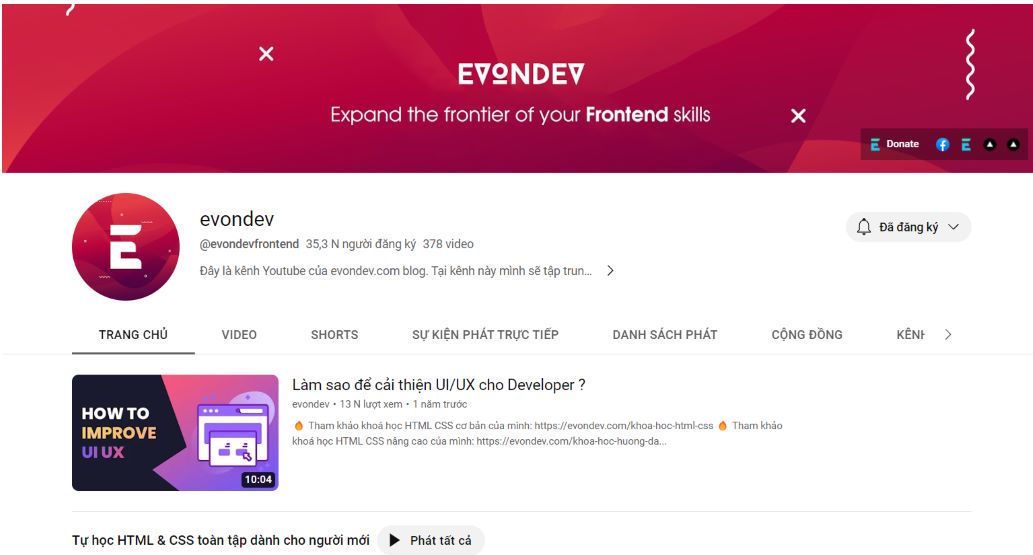 EVONDEV
Expand the frontier of your Frontend skills
Donate
evondev
@evondevfrontend 35,3 N người đăng ký 378 video
Đã đăng ký
Đây là kênh Youtube của evondev.com blog. Tại kênh này mình sẽ tập trun...
TRANG CHỦ VIDEO SHORTS SỰ KIỆN PHÁT TRỰC TIẾP DANH SÁCH PHÁT CỘNG ĐỒNG KÊNH
HOW TO
IMPROVE
UI UX
10:04
Làm sao để cải thiện UI/UX cho Developer ?
evondev • 13 N lượt xem • 1 năm trước
🔥 Tham khảo khoá học HTML CSS cơ bản của mình: https://evondev.com/khoa-hoc-html-css 🔥 Tham khảo
khoá học HTML CSS nâng cao của mình: https://evondev.com/khoa-hoc-huong-da...
Tự học HTML & CSS toàn tập dành cho người mới
Phát tất cả